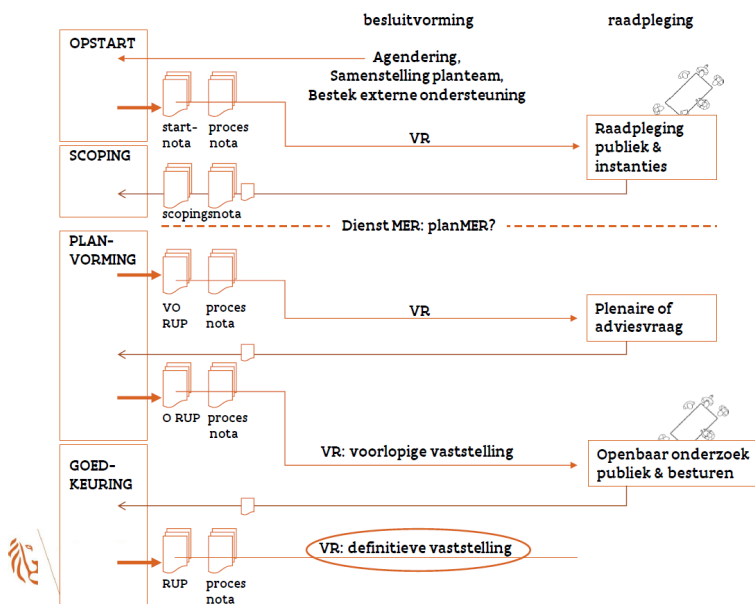 besluitvorming
raadpleging
OPSTART
Agendering,
Samenstelling planteam,
Bestek externe ondersteuning
start-
nota
proces
nota
VR
Raadpleging
publiek &
instanties
SCOPING
scopingsnota
Dienst MER: planMER?
PLAN-
VORMING
VO
RUP
proces
nota
VR
Plenaire of
adviesvraag
O RUP
proces
nota
VR: voorlopige vaststelling
Openbaar onderzoek
publiek & besturen
GOED-
KEURING
VR: definitieve vaststelling
RUP
proces
nota